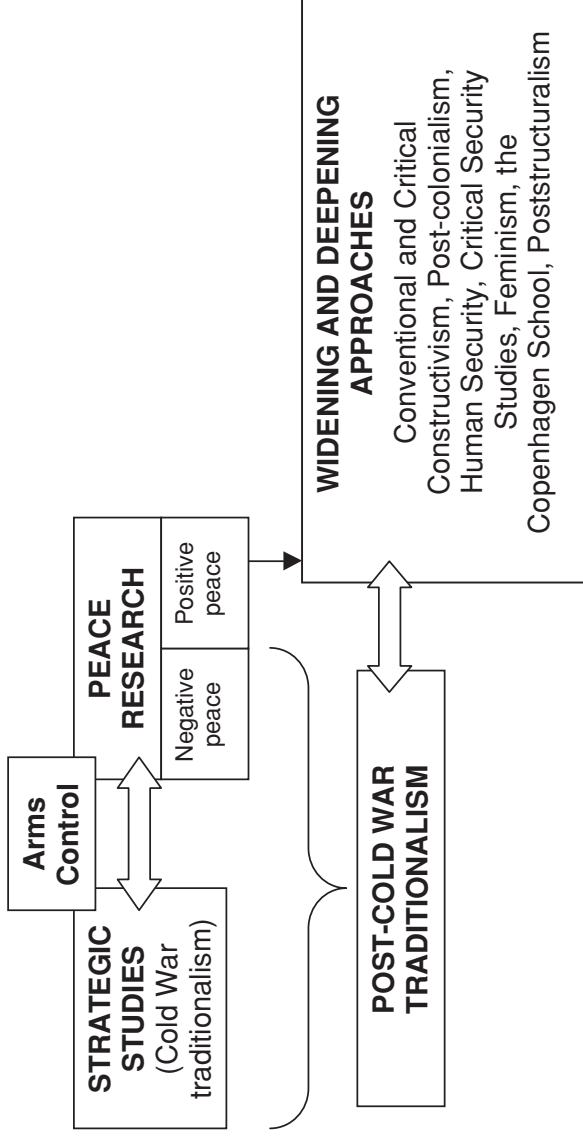 Arms
Control
STRATEGIC
STUDIES
(Cold War
traditionalism)
PEACE
RESEARCH
Negative
peace
Positive
peace
POST-COLD WAR
TRADITIONALISM
WIDENING AND DEEPENING
APPROACHES
Conventional and Critical
Constructivism, Post-colonialism,
Human Security, Critical Security
Studies, Feminism, the
Copenhagen School, Poststructuralism